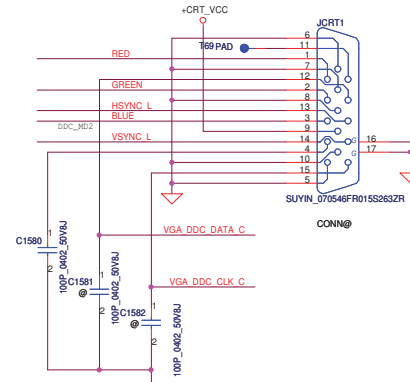 +CRT_VCC
JCRT1
6
T69 PAD
11
RED
1
7
12
GREEN
2
8
HSYNC_L
13
BLUE
3
9
DDC_MD2
VSYNC_L
14
G
16
4
G
17
10
15
5
SUYIN_070546FR015S263ZR
CONN@
C1580
1
2
100P_0402_50V8J
VGA_DDC_DATA_C
C1581
@
1
2
100P_0402_50V8J
VGA_DDC_CLK_C
C1582
@
1
2
100P_0402_50V8J